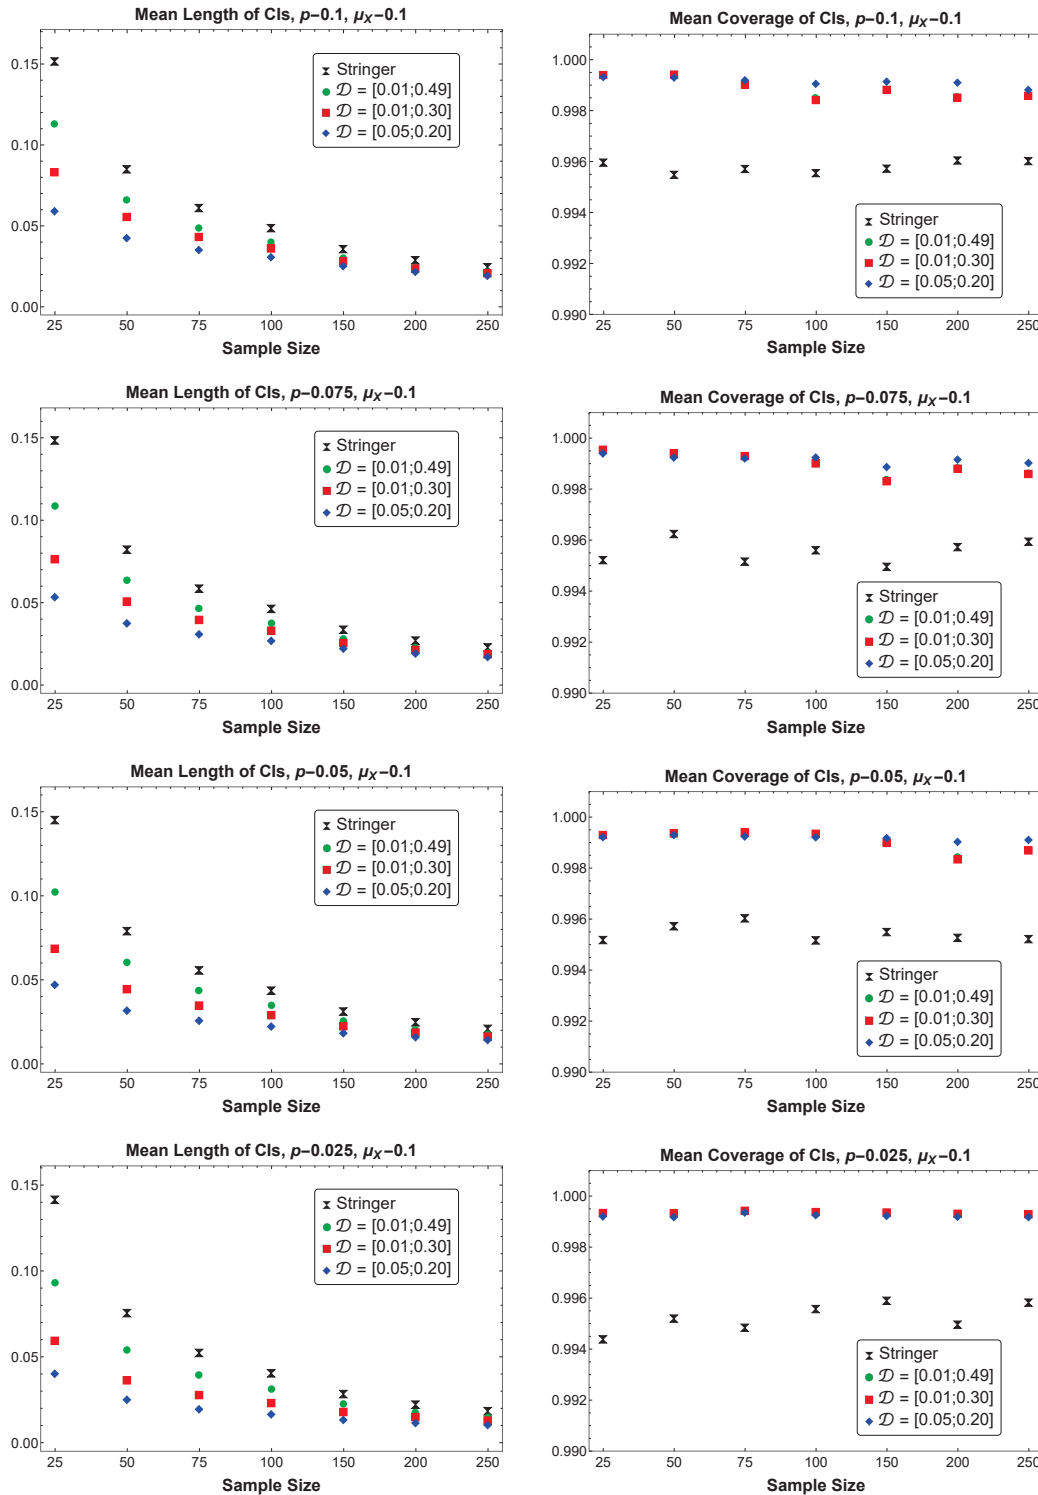 Mean Length of CIs, p–0.1, μX–0.1
0.15
0.10
0.05
0.00
Stringer
𝒟 = [0.01;0.49]
𝒟 = [0.01;0.30]
𝒟 = [0.05;0.20]
25 50 75 100 150 200 250
Sample Size
Mean Coverage of CIs, p–0.1, μX–0.1
1.000
0.998
0.996
0.994
0.992
0.990
Stringer
𝒟 = [0.01;0.49]
𝒟 = [0.01;0.30]
𝒟 = [0.05;0.20]
25 50 75 100 150 200 250
Sample Size
Mean Length of CIs, p–0.075, μX–0.1
0.15
0.10
0.05
0.00
Stringer
𝒟 = [0.01;0.49]
𝒟 = [0.01;0.30]
𝒟 = [0.05;0.20]
25 50 75 100 150 200 250
Sample Size
Mean Coverage of CIs, p–0.075, μX–0.1
1.000
0.998
0.996
0.994
0.992
0.990
Stringer
𝒟 = [0.01;0.49]
𝒟 = [0.01;0.30]
𝒟 = [0.05;0.20]
25 50 75 100 150 200 250
Sample Size
Mean Length of CIs, p–0.05, μX–0.1
0.15
0.10
0.05
0.00
Stringer
𝒟 = [0.01;0.49]
𝒟 = [0.01;0.30]
𝒟 = [0.05;0.20]
25 50 75 100 150 200 250
Sample Size
Mean Coverage of CIs, p–0.05, μX–0.1
1.000
0.998
0.996
0.994
0.992
0.990
Stringer
𝒟 = [0.01;0.49]
𝒟 = [0.01;0.30]
𝒟 = [0.05;0.20]
25 50 75 100 150 200 250
Sample Size
Mean Length of CIs, p–0.025, μX–0.1
0.15
0.10
0.05
0.00
Stringer
𝒟 = [0.01;0.49]
𝒟 = [0.01;0.30]
𝒟 = [0.05;0.20]
25 50 75 100 150 200 250
Sample Size
Mean Coverage of CIs, p–0.025, μX–0.1
1.000
0.998
0.996
0.994
0.992
0.990
Stringer
𝒟 = [0.01;0.49]
𝒟 = [0.01;0.30]
𝒟 = [0.05;0.20]
25 50 75 100 150 200 250
Sample Size